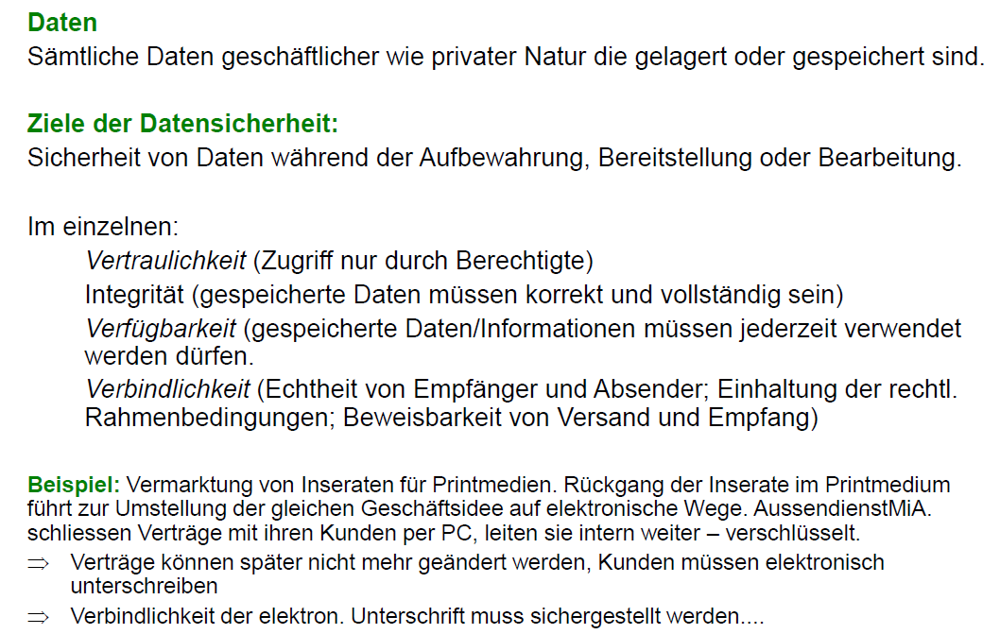 Daten
Sämtliche Daten geschäftlicher wie privater Natur die gelagert oder gespeichert sind.
Ziele der Datensicherheit:
Sicherheit von Daten während der Aufbewahrung, Bereitstellung oder Bearbeitung.
Im einzelnen:
Vertraulichkeit (Zugriff nur durch Berechtigte)
Integrität (gespeicherte Daten müssen korrekt und vollständig sein)
Verfügbarkeit (gespeicherte Daten/Informationen müssen jederzeit verwendet
werden dürfen.
Verbindlichkeit (Echtheit von Empfänger und Absender; Einhaltung der rechtl.
Rahmenbedingungen; Beweisbarkeit von Versand und Empfang)
Beispiel: Vermarktung von Inseraten für Printmedien. Rückgang der Inserate im Printmedium
führt zur Umstellung der gleichen Geschäftsidee auf elektronische Wege. AussendienstMiA.
schliessen Verträge mit ihren Kunden per PC, leiten sie intern weiter – verschlüsselt.
⇒ Verträge können später nicht mehr geändert werden, Kunden müssen elektronisch
unterschreiben
⇒ Verbindlichkeit der elektron. Unterschrift muss sichergestellt werden....